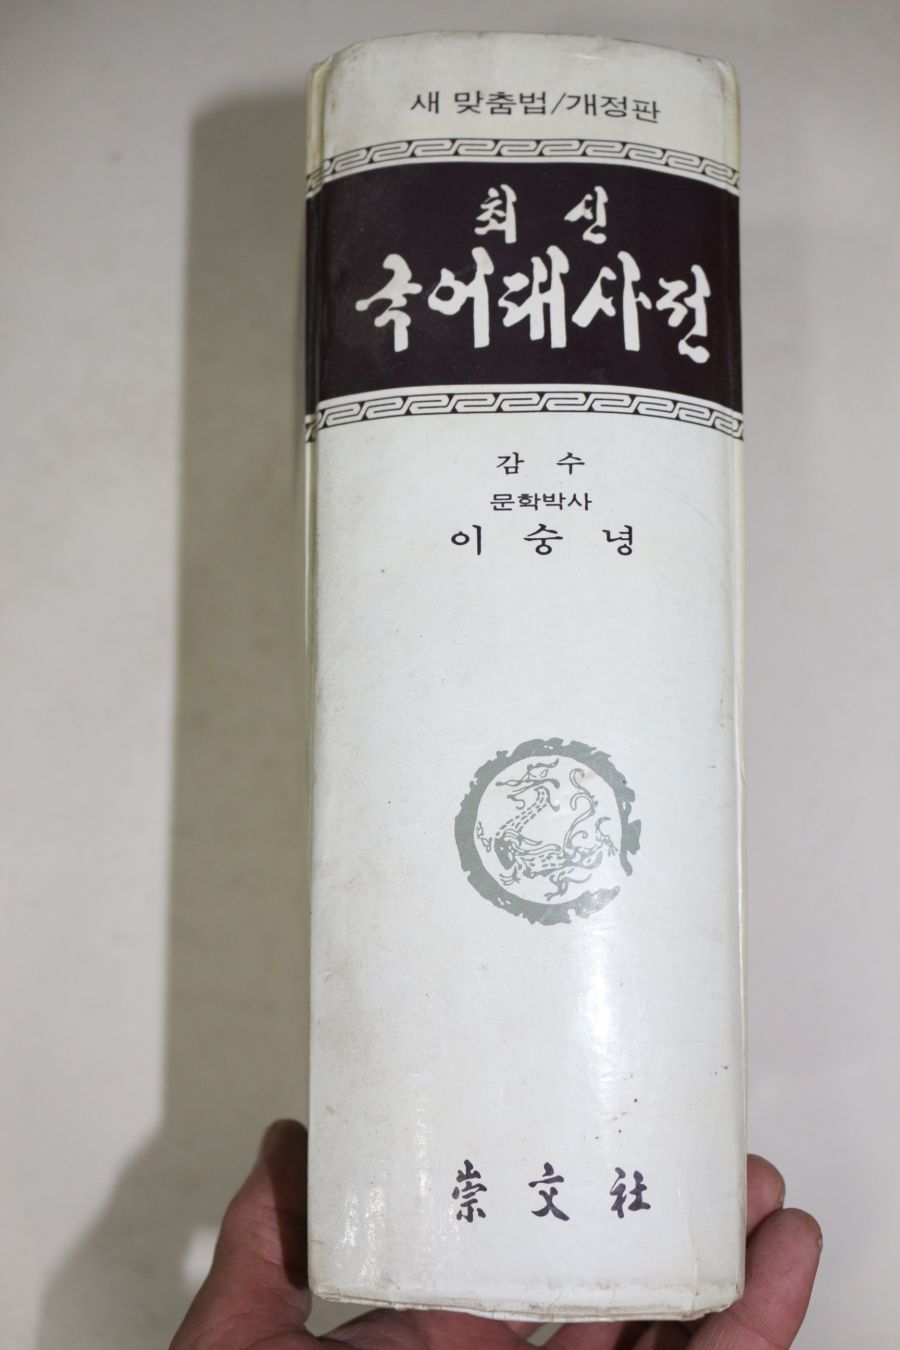 새 맞춤법/개정판
최 신
국어대사전
감 수
문학박사
이 숭 녕
崇 文 社